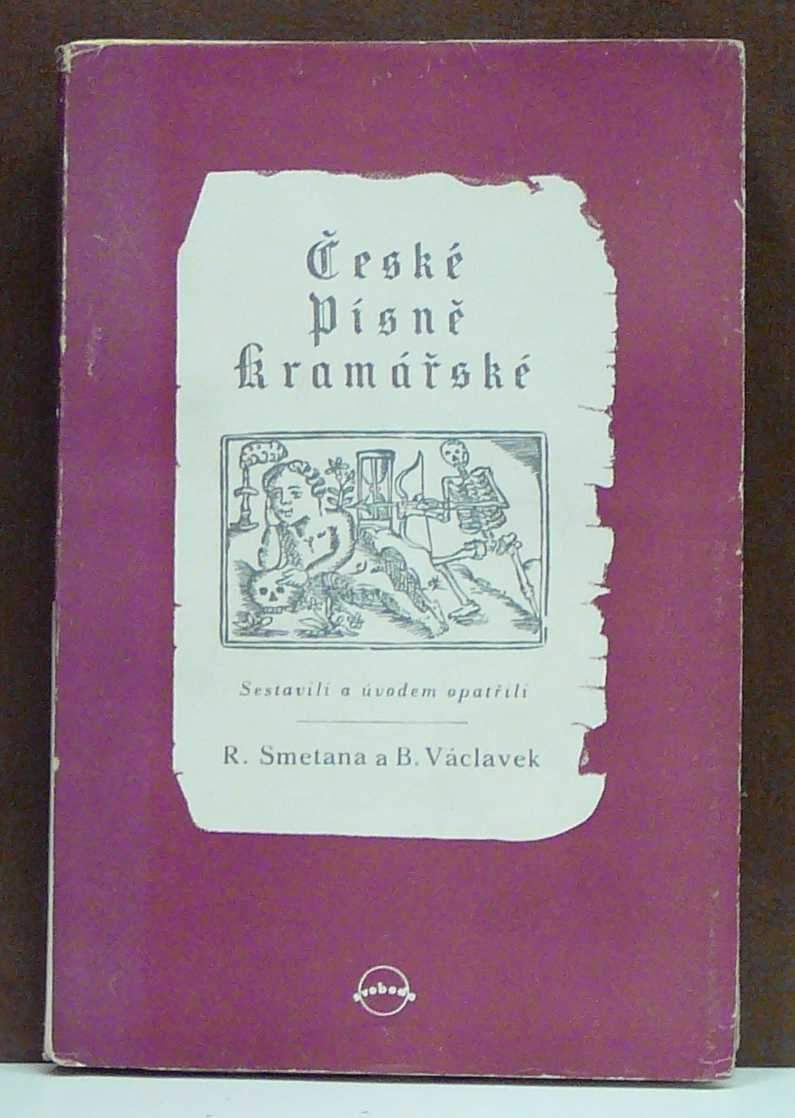 České
Písně
Kramářské
Sestavili a úvodem opatřili
R. Smetana a B. Václavek
svoboda